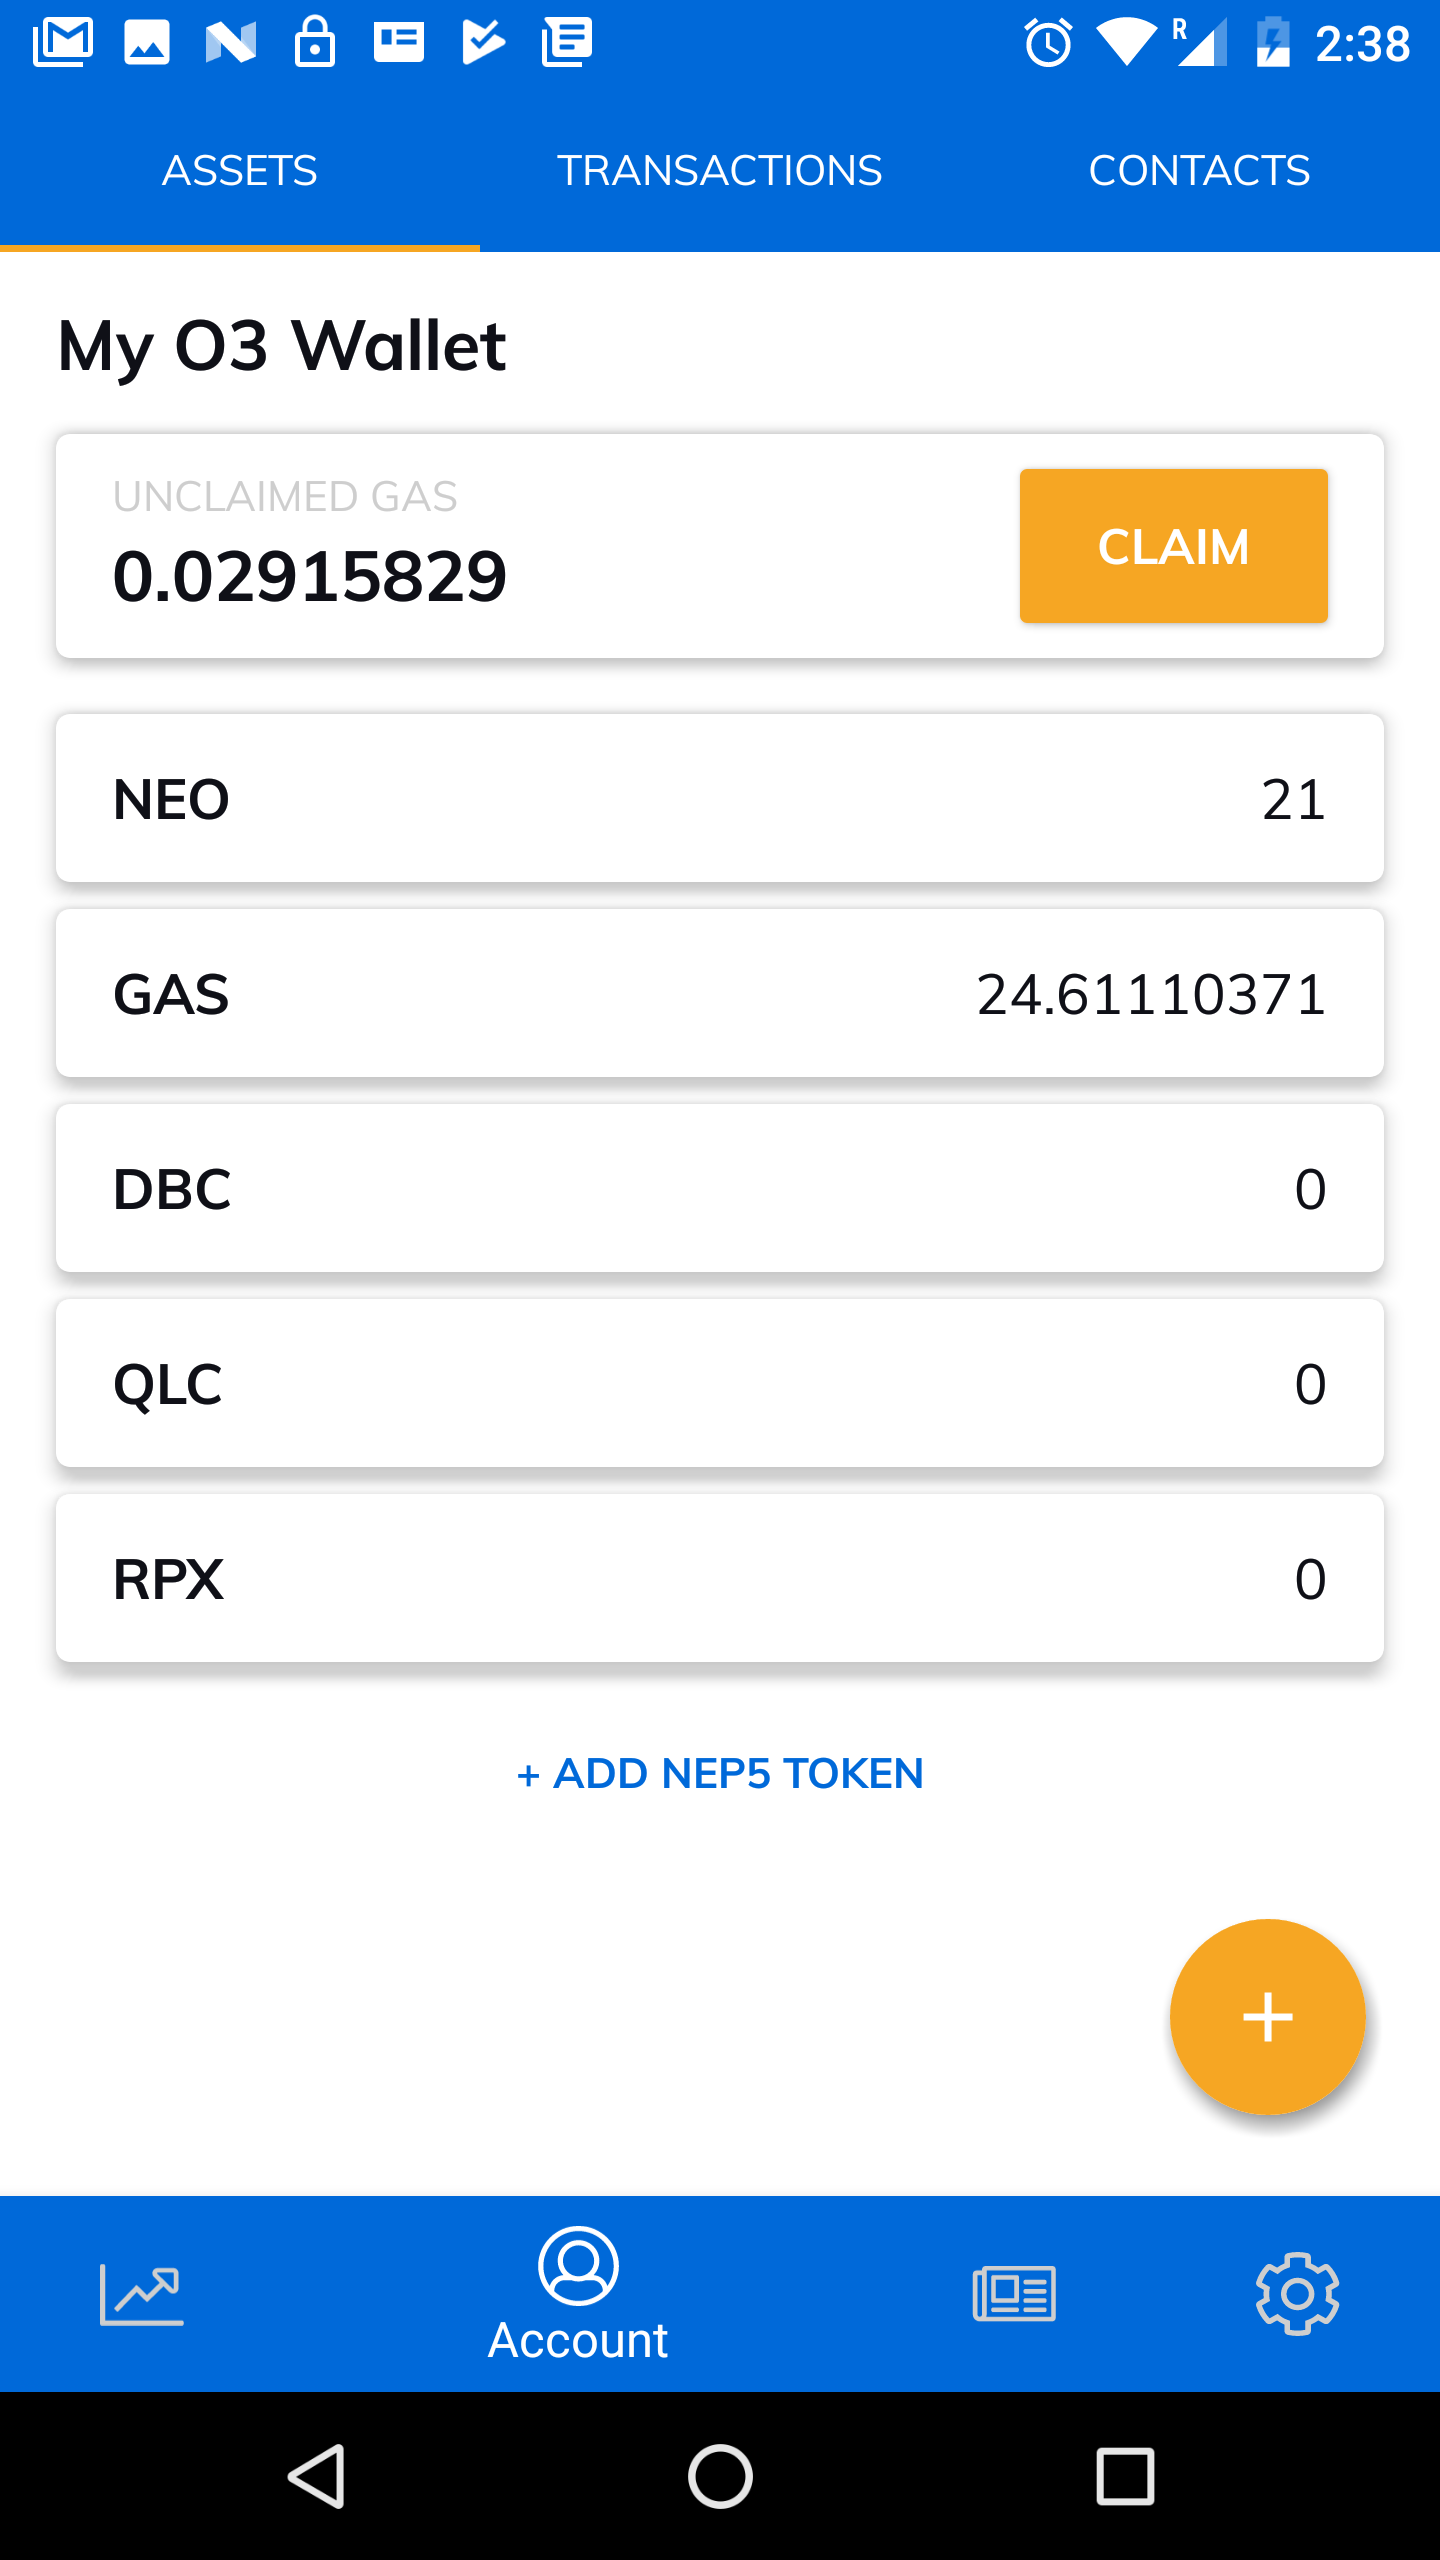 R 2:38
ASSETS TRANSACTIONS CONTACTS
My O3 Wallet
UNCLAIMED GAS
0.02915829
CLAIM
NEO 21
GAS 24.61110371
DBC 0
QLC 0
RPX 0
+ ADD NEP5 TOKEN
Account